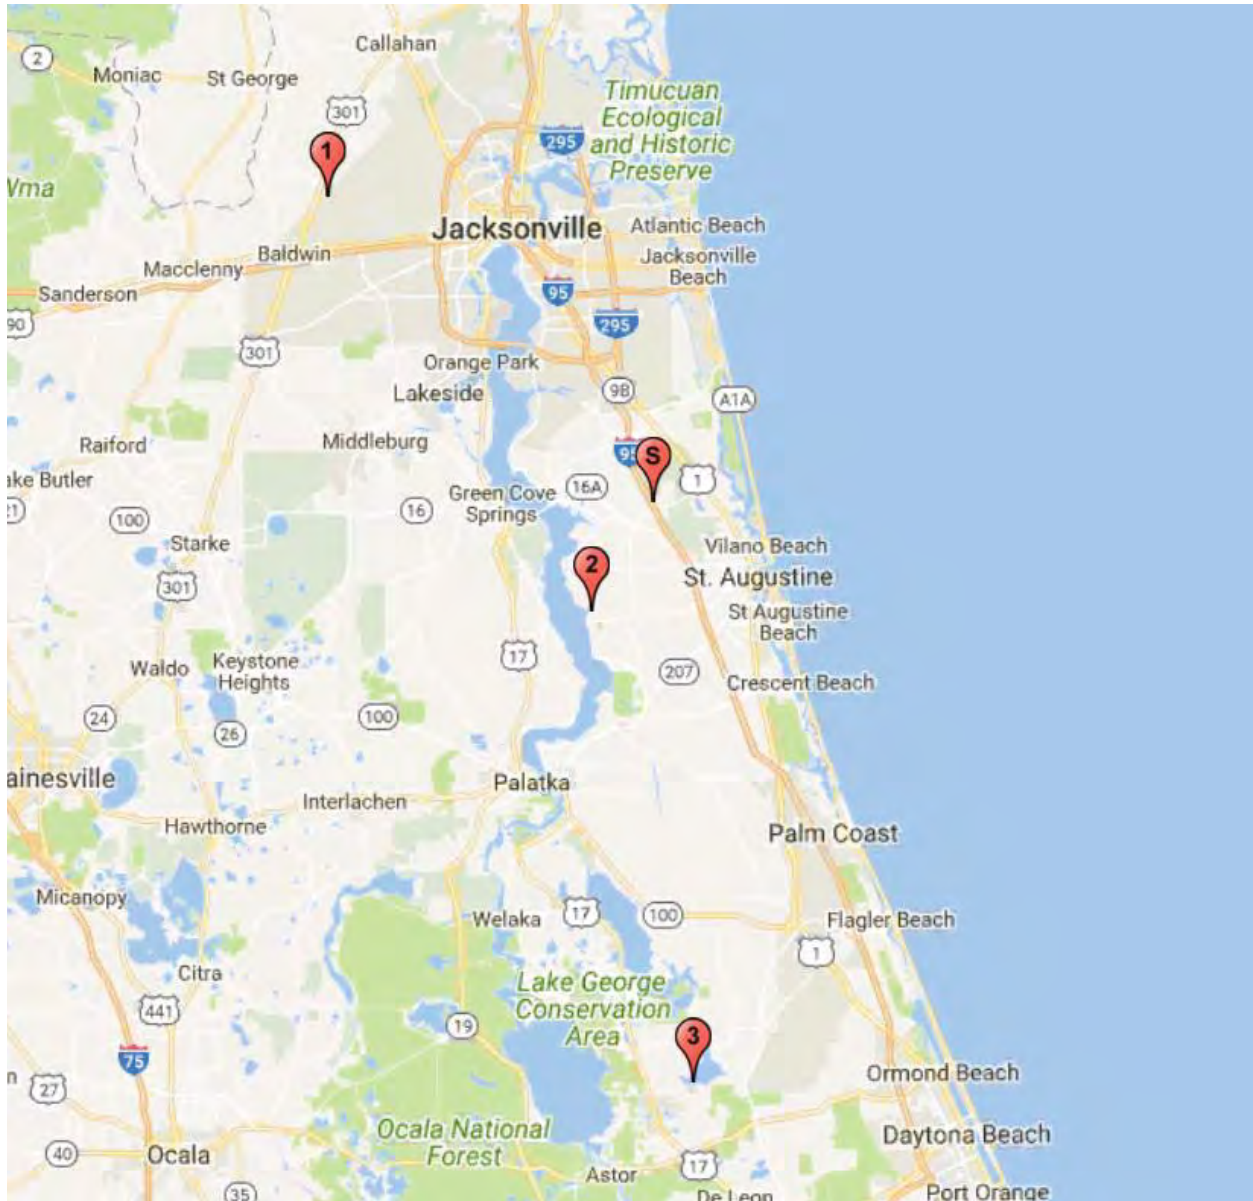 Callahan
2
Moniac
St George
Timucuan
Ecological
and Historic
Preserve
301
295
1
Wma
Jacksonville
Atlantic Beach
Baldwin
Jacksonville
Beach
Macclenny
Sanderson
95
90
295
301
Orange Park
Lakeside
9B
A1A
Middleburg
Raiford
95
S
1
ake Butler
Green Cove
Springs
16A
16
21
100
Starke
Vilano Beach
2
St. Augustine
301
St Augustine
Beach
17
Waldo
Keystone
Heights
207
Crescent Beach
24
100
26
ainesville
Palatka
Interlachen
Hawthorne
Palm Coast
Micanopy
Welaka
17
100
Flagler Beach
1
Citra
Lake George
Conservation
Area
441
19
3
75
n
27
Ormond Beach
Ocala National
Forest
Daytona Beach
40
Ocala
Astor
17
35
De Leon
Port Orange